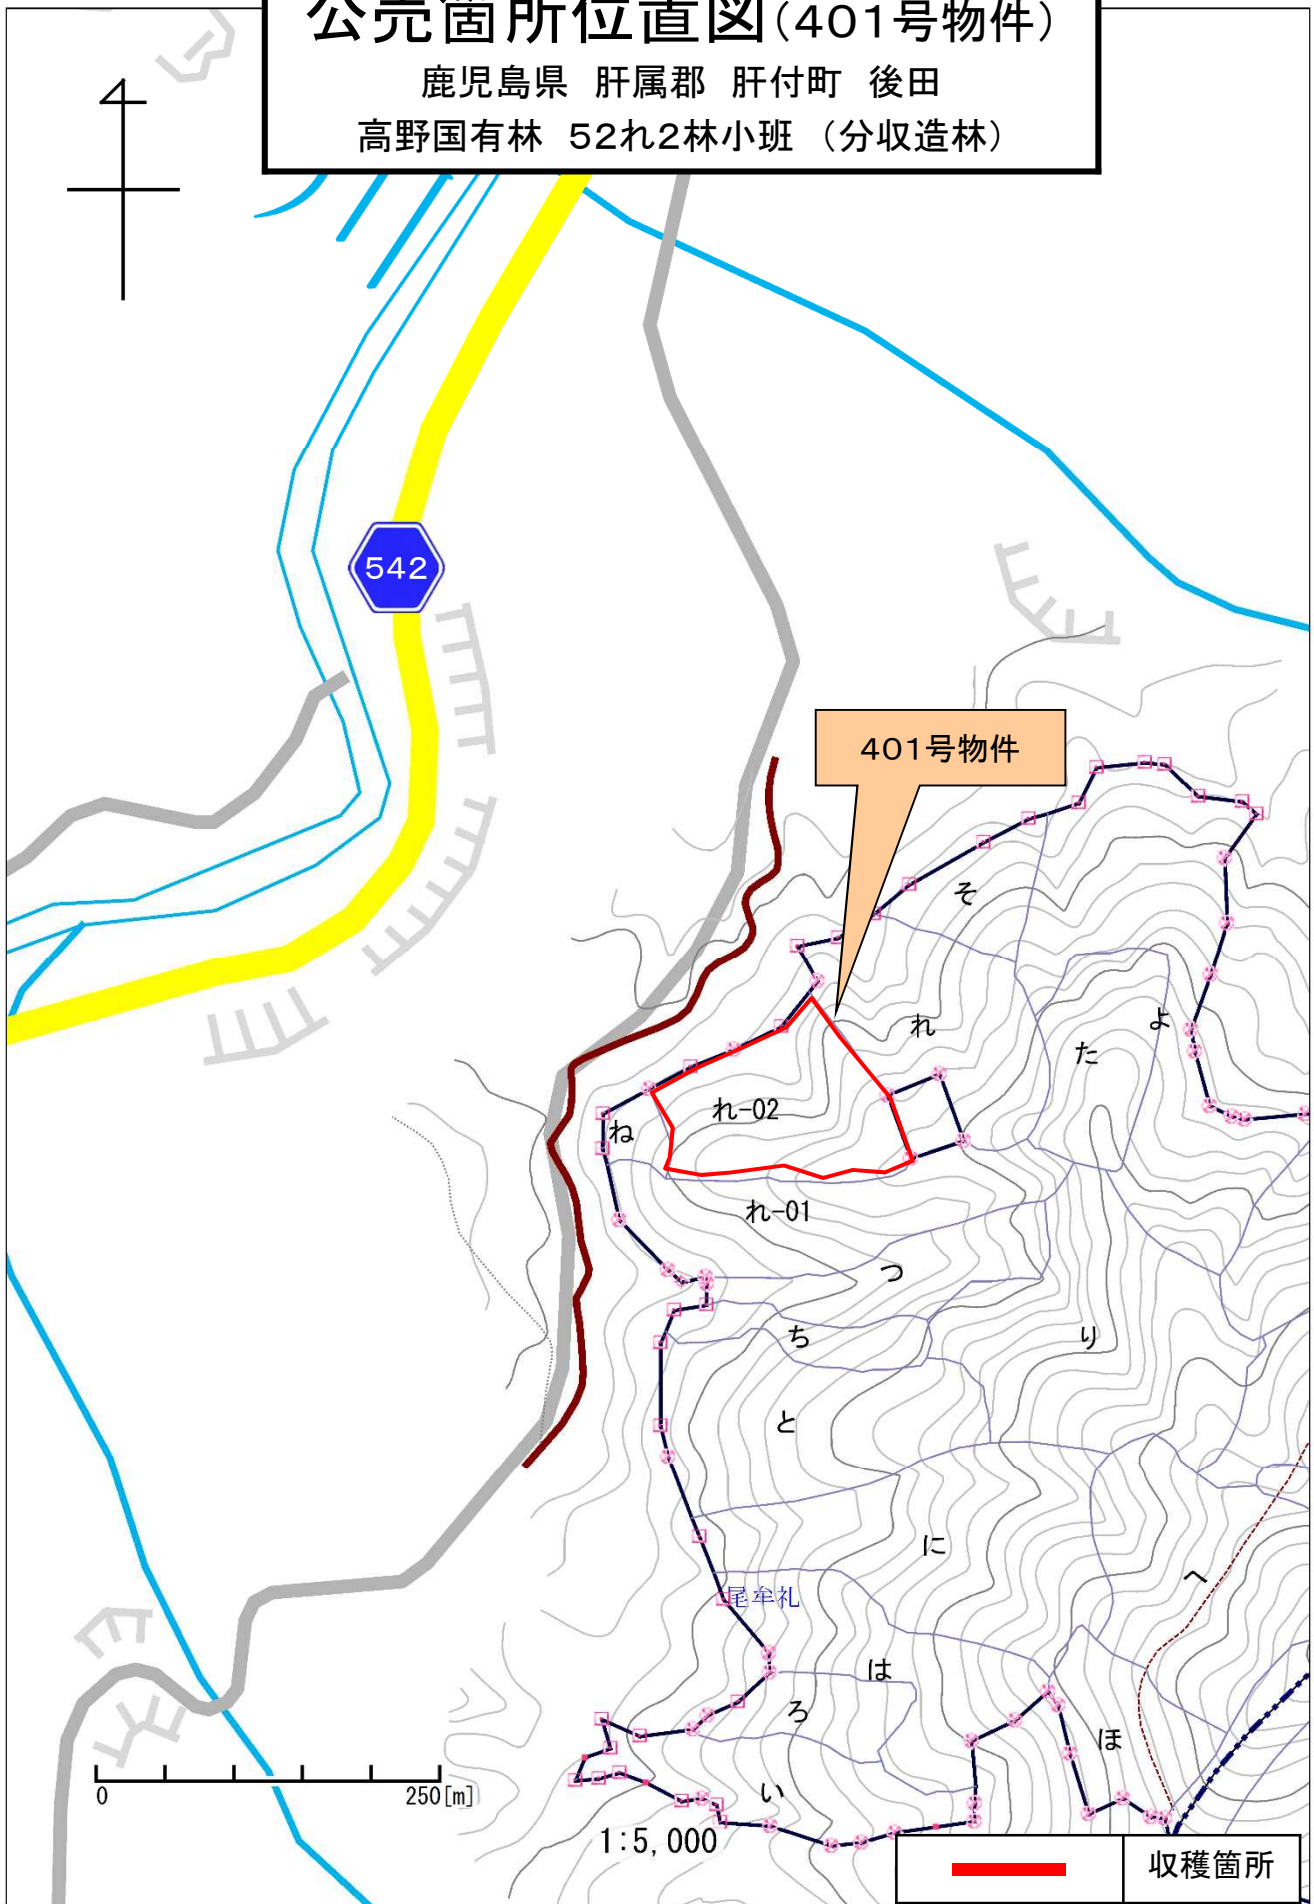 公売箇所位置図(401号物件)
鹿児島県 肝属郡 肝付町 後田
高野国有林 52れ2林小班 (分収造林)
542
401号物件
そ
れ
よ
た
れ-02
ね
れ-01
つ
ち
り
と
に
へ
尾牟礼
は
ろ
ほ
い
0 250[m]
1:5,000
収穫箇所